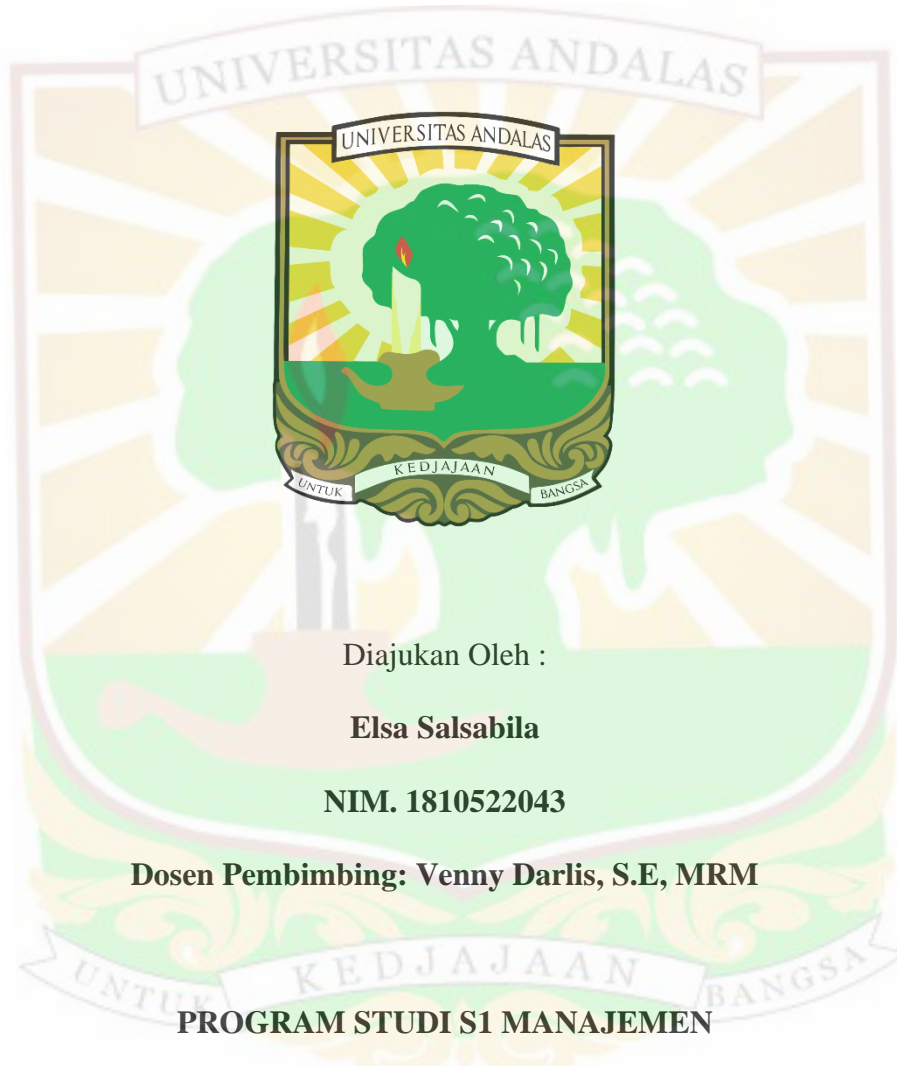 UNIVERSITAS ANDALAS
UNIVERSITAS ANDALAS
UNTUK KEDJAJAAN BANGSA
Diajukan Oleh :
Elsa Salsabila
NIM. 1810522043
Dosen Pembimbing: Venny Darlis, S.E, MRM
UNTUK KEDJAJAAN BANGSA
PROGRAM STUDI S1 MANAJEMEN